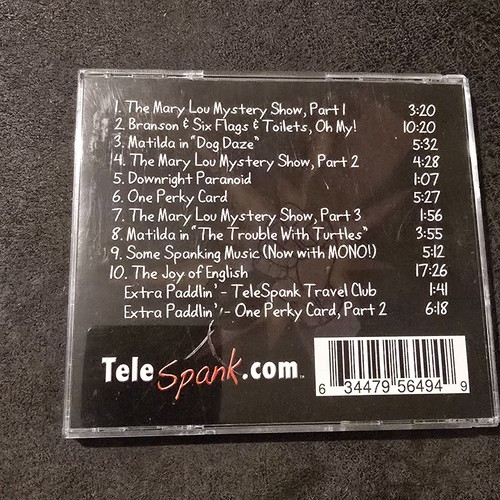 1. The Mary Lou Mystery Show, Part 1 3:20
2. Branson & Six Flags & Toilets, Oh My! 10:20
3. Matilda in "Dog Daze" 5:32
4. The Mary Lou Mystery Show, Part 2 4:28
5. Downright Paranoid 1:07
6. One Perky Card 5:27
7. The Mary Lou Mystery Show, Part 3 1:56
8. Matilda in "The Trouble With Turtles" 3:55
9. Some Spanking Music (Now with MONO!) 5:12
10. The Joy of English 17:26
Extra Paddlin' - TeleSpank Travel Club 1:41
Extra Paddlin' - One Perky Card, Part 2 6:18
TeleSpank.com™
6 34479 56494 9